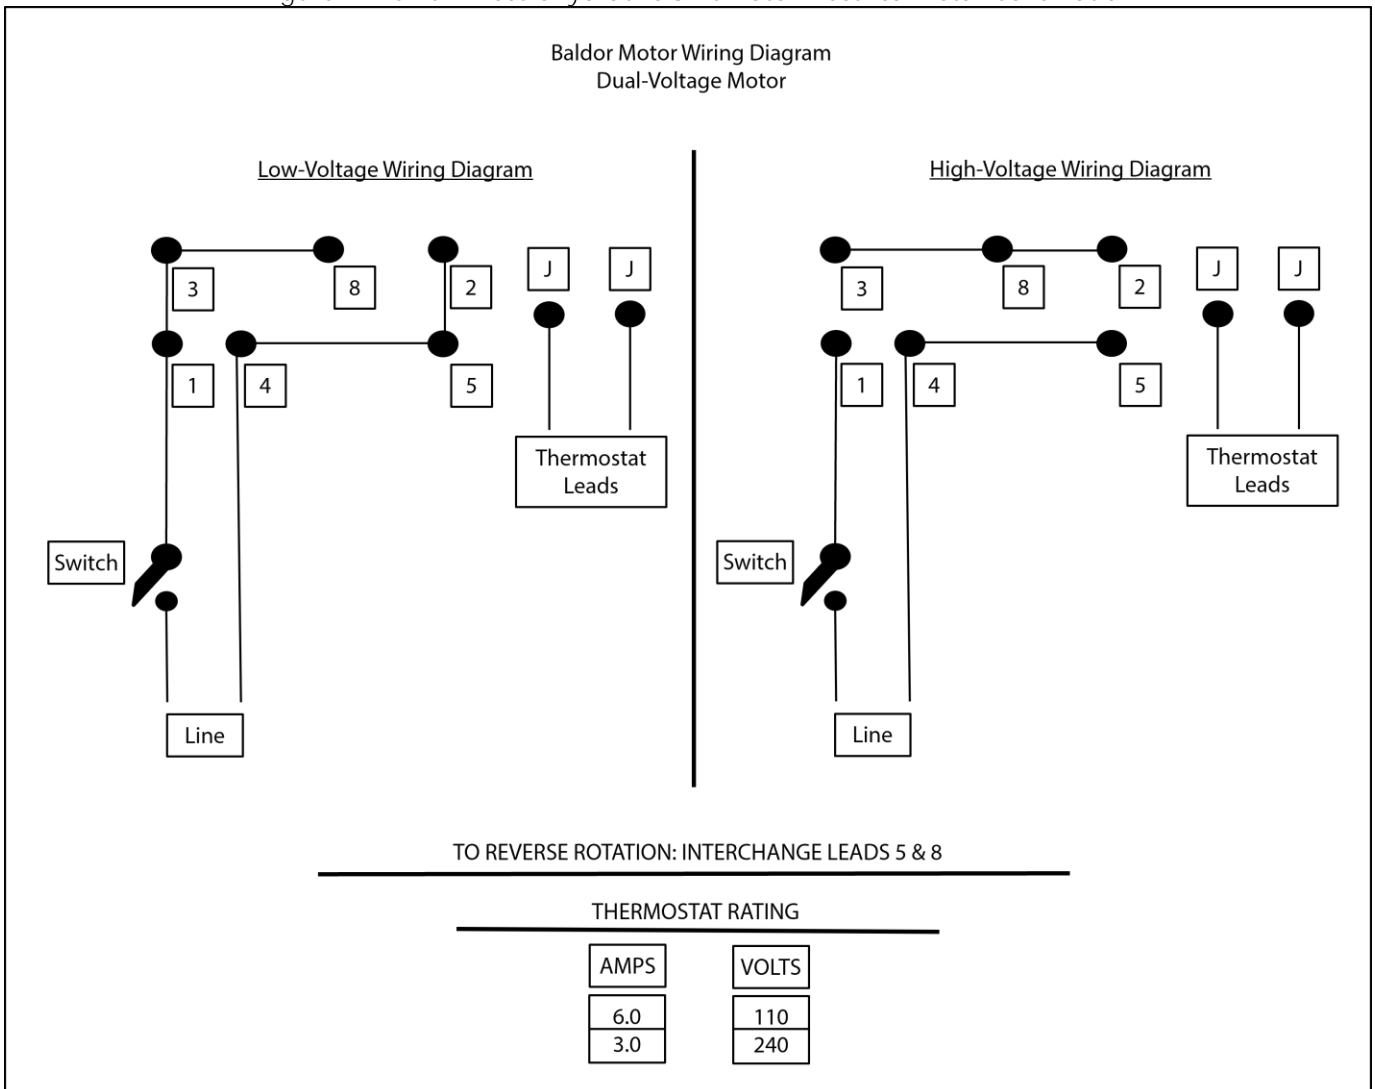 Baldor Motor Wiring Diagram
Dual-Voltage Motor
Low-Voltage Wiring Diagram
3
8
2
J
J
1
4
5
Thermostat
Leads
Switch
Line
High-Voltage Wiring Diagram
3
8
2
J
J
1
4
5
Thermostat
Leads
Switch
Line
TO REVERSE ROTATION: INTERCHANGE LEADS 5 & 8
THERMOSTAT RATING
AMPS VOLTS
6.0 110
3.0 240